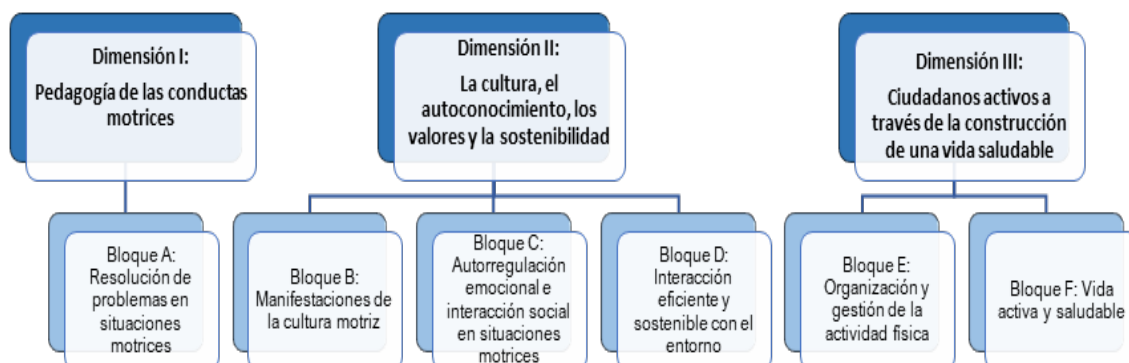 Dimensión I:
Pedagogía de las conductas
motrices
Dimensión II:
La cultura, el
autoconocimiento, los
valores y la sostenibilidad
Dimensión III:
Ciudadanos activos a
través de la construcción
de una vida saludable
Bloque A:
Resolución de
problemas en
situaciones
motrices
Bloque B:
Manifestaciones de
la cultura motriz
Bloque C:
Autorregulación
emocional e
interacción social
en situaciones
motrices
Bloque D:
Interacción
eficiente y
sostenible con el
entorno
Bloque E:
Organización y
gestión de la
actividad física
Bloque F: Vida
activa y saludable